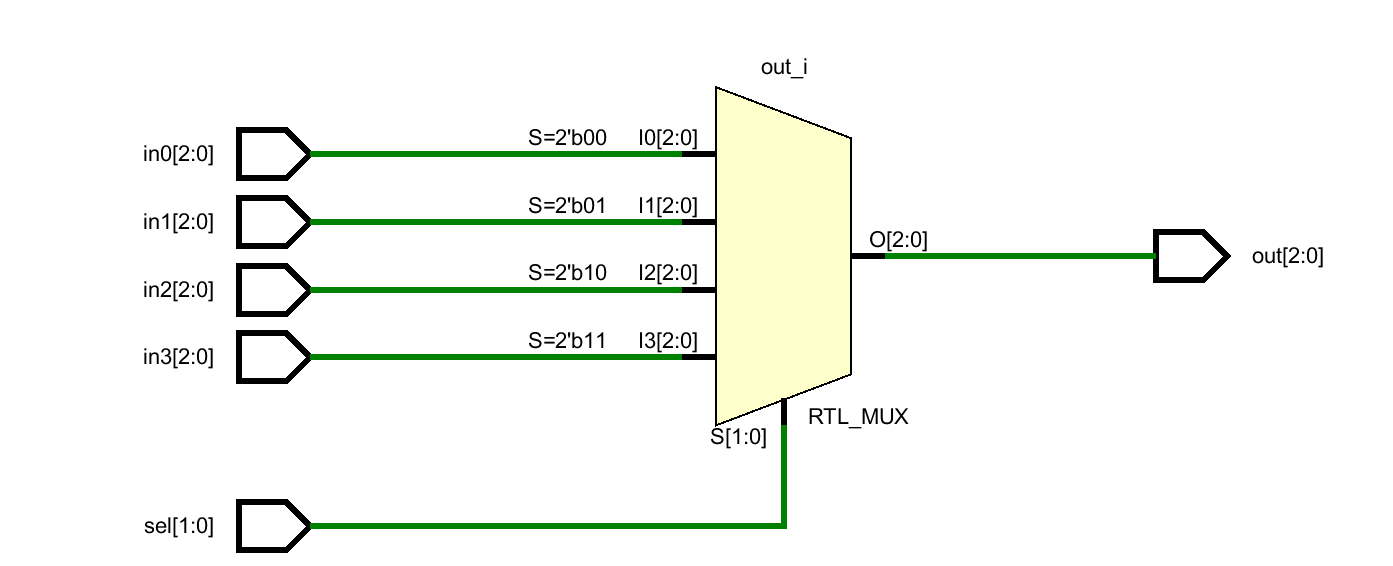 out_i
in0[2:0] S=2'b00 I0[2:0]
in1[2:0] S=2'b01 I1[2:0]
in2[2:0] S=2'b10 I2[2:0]
in3[2:0] S=2'b11 I3[2:0]
O[2:0] out[2:0]
S[1:0] RTL_MUX
sel[1:0]